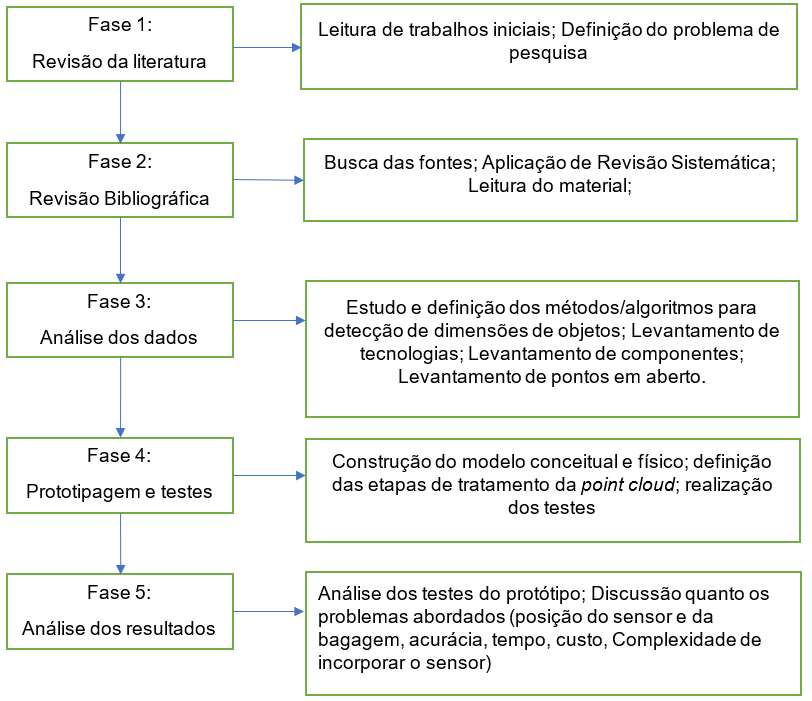 Fase 1:
Revisão da literatura
Leitura de trabalhos iniciais; Definição do problema de
pesquisa
Fase 2:
Revisão Bibliográfica
Busca das fontes; Aplicação de Revisão Sistemática;
Leitura do material;
Fase 3:
Análise dos dados
Estudo e definição dos métodos/algoritmos para
detecção de dimensões de objetos; Levantamento de
tecnologias; Levantamento de componentes;
Levantamento de pontos em aberto.
Fase 4:
Prototipagem e testes
Construção do modelo conceitual e físico; definição
das etapas de tratamento da point cloud; realização
dos testes
Fase 5:
Análise dos resultados
Análise dos testes do protótipo; Discussão quanto os
problemas abordados (posição do sensor e da
bagagem, acurácia, tempo, custo, Complexidade de
incorporar o sensor)